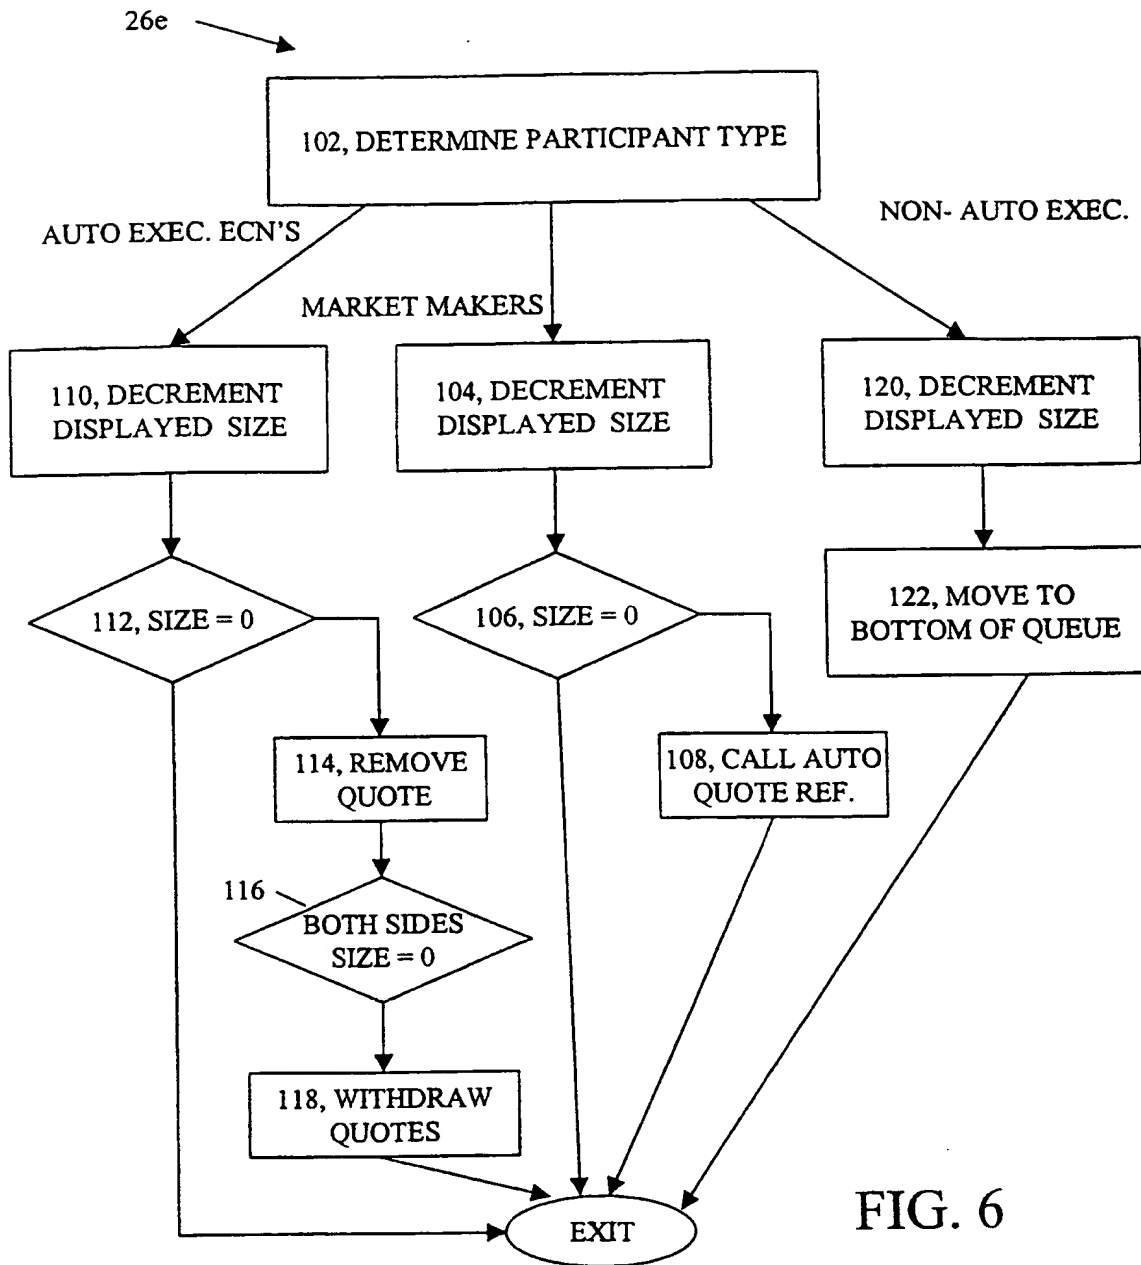 26e
102, DETERMINE PARTICIPANT TYPE
AUTO EXEC. ECN'S
MARKET MAKERS
NON- AUTO EXEC.
110, DECREMENT
DISPLAYED SIZE
104, DECREMENT
DISPLAYED SIZE
120, DECREMENT
DISPLAYED SIZE
112, SIZE = 0
106, SIZE = 0
122, MOVE TO
BOTTOM OF QUEUE
114, REMOVE
QUOTE
108, CALL AUTO
QUOTE REF.
116
BOTH SIDES
SIZE = 0
118, WITHDRAW
QUOTES
EXIT
FIG. 6